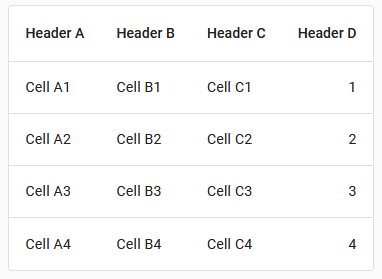 Header A Header B Header C Header D
Cell A1 Cell B1 Cell C1 1
Cell A2 Cell B2 Cell C2 2
Cell A3 Cell B3 Cell C3 3
Cell A4 Cell B4 Cell C4 4